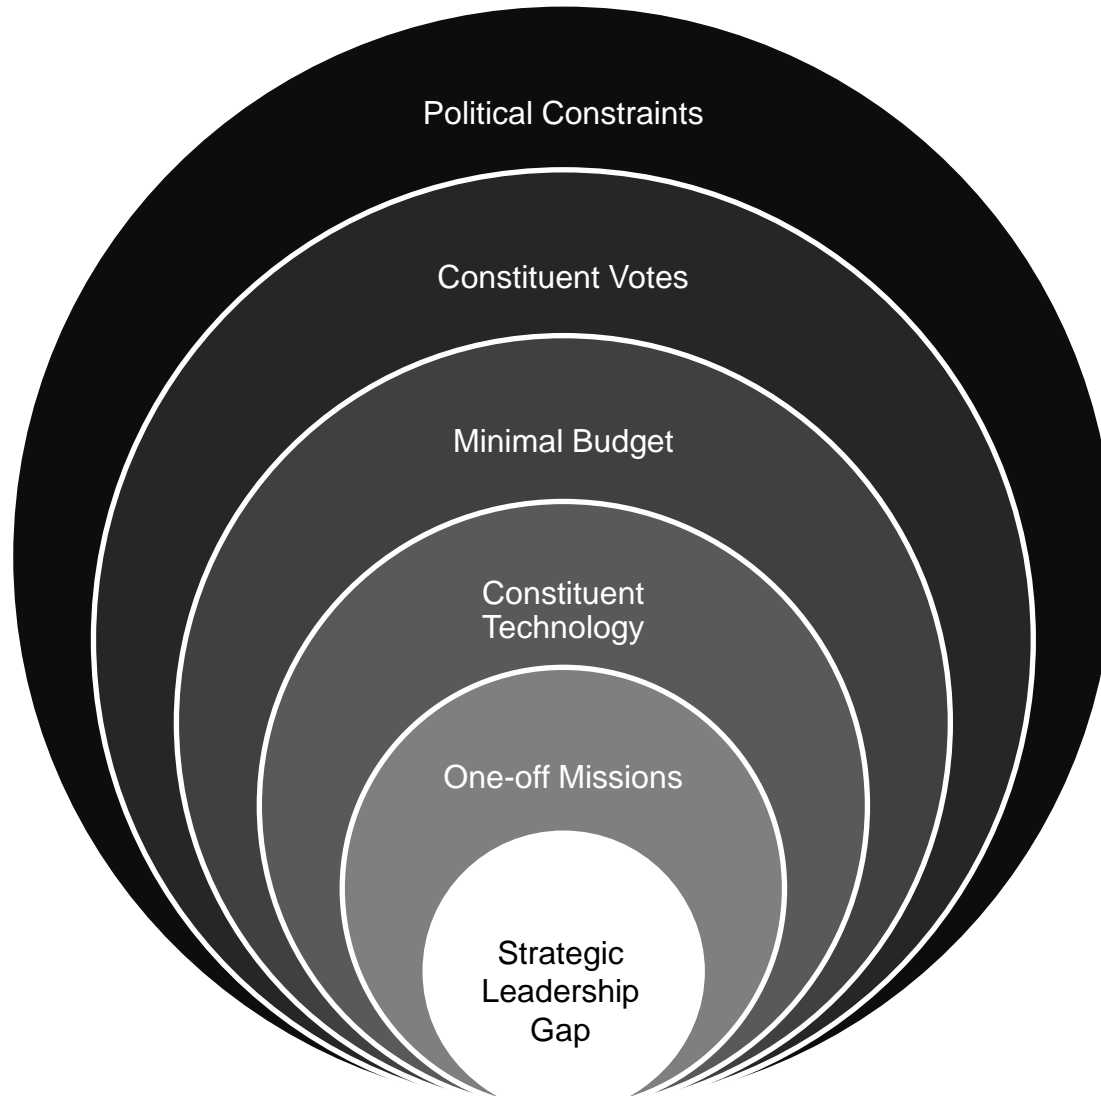 Political Constraints
Constituent Votes
Minimal Budget
Constituent
Technology
One-off Missions
Strategic
Leadership
Gap